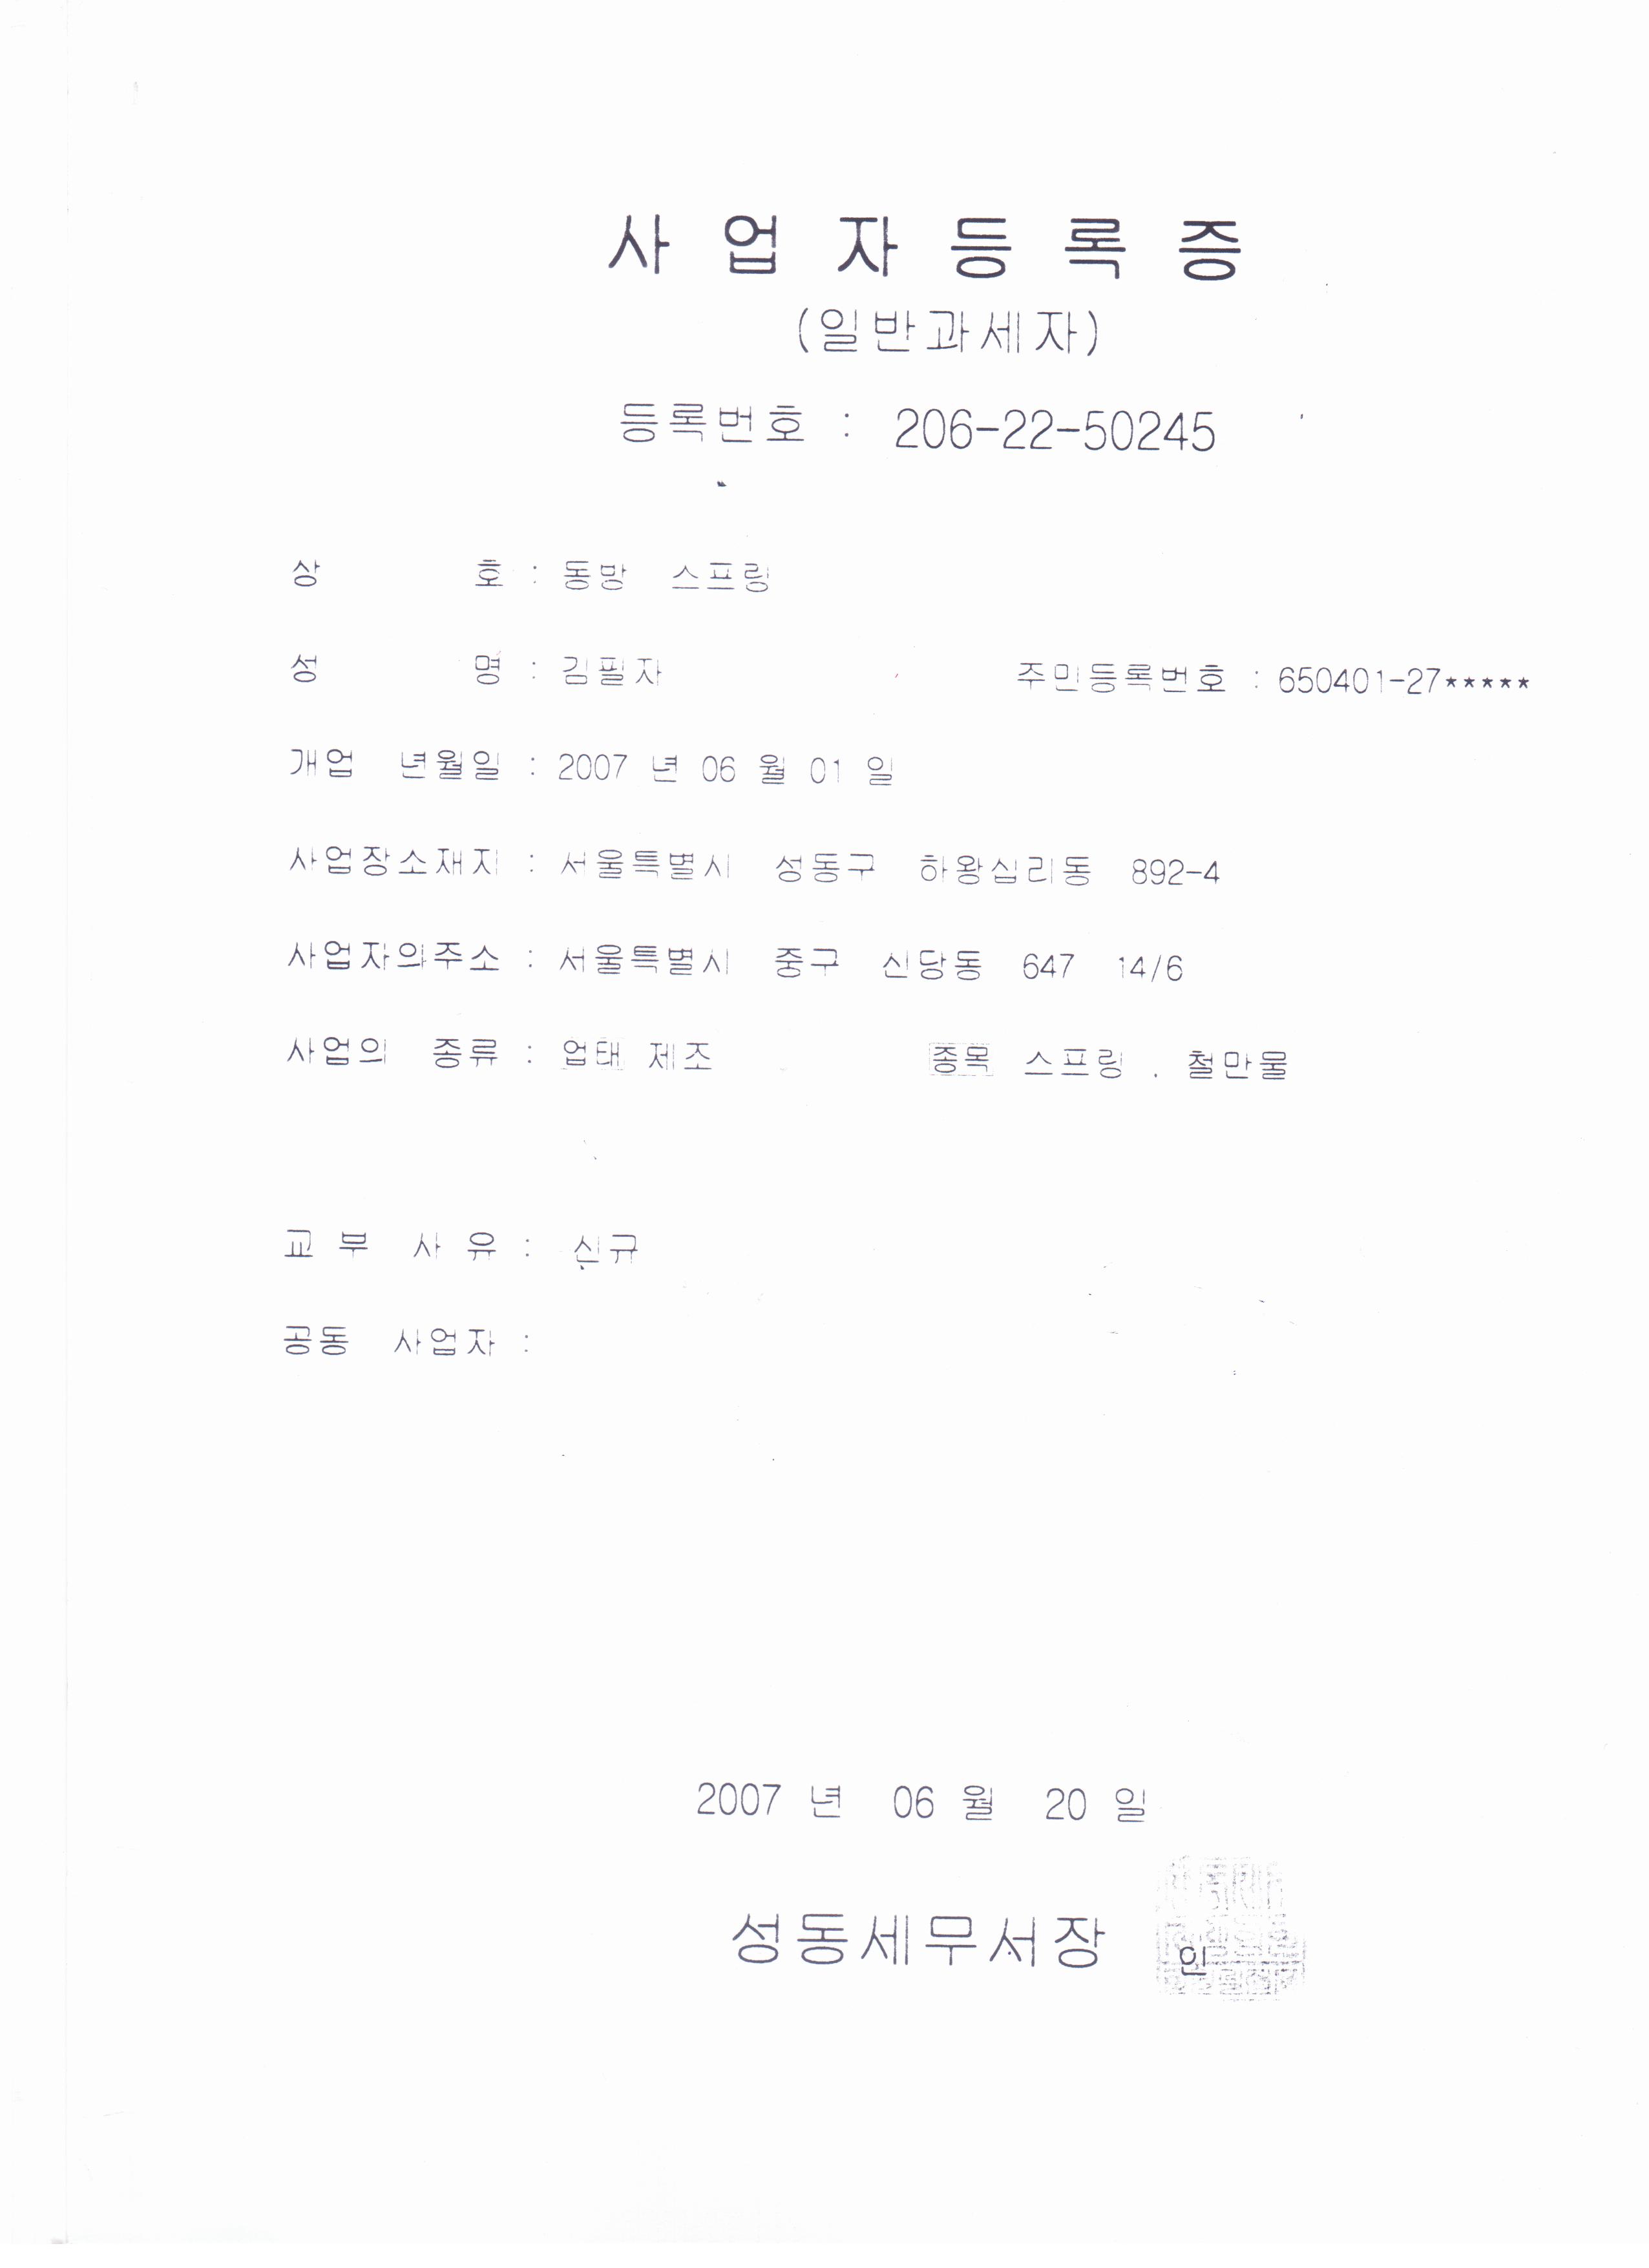 사 업 자 등 록 증
(일반과세자)
등록번호 : 206-22-50245
상 호 : 동방 스프링
성 명 : 김필자 주민등록번호 : 650401-27*****
개업 년월일 : 2007 년 06 월 01 일
사업장소재지 : 서울특별시 성동구 하왕십리동 892-4
사업자의주소 : 서울특별시 중구 신당동 647 14/6
사업의 종류 : 업태 제조 종목 스프링 . 철만물
교 부 사 유 : 신규
공동 사업자 :
2007 년 06 월 20 일
성동세무서장 인